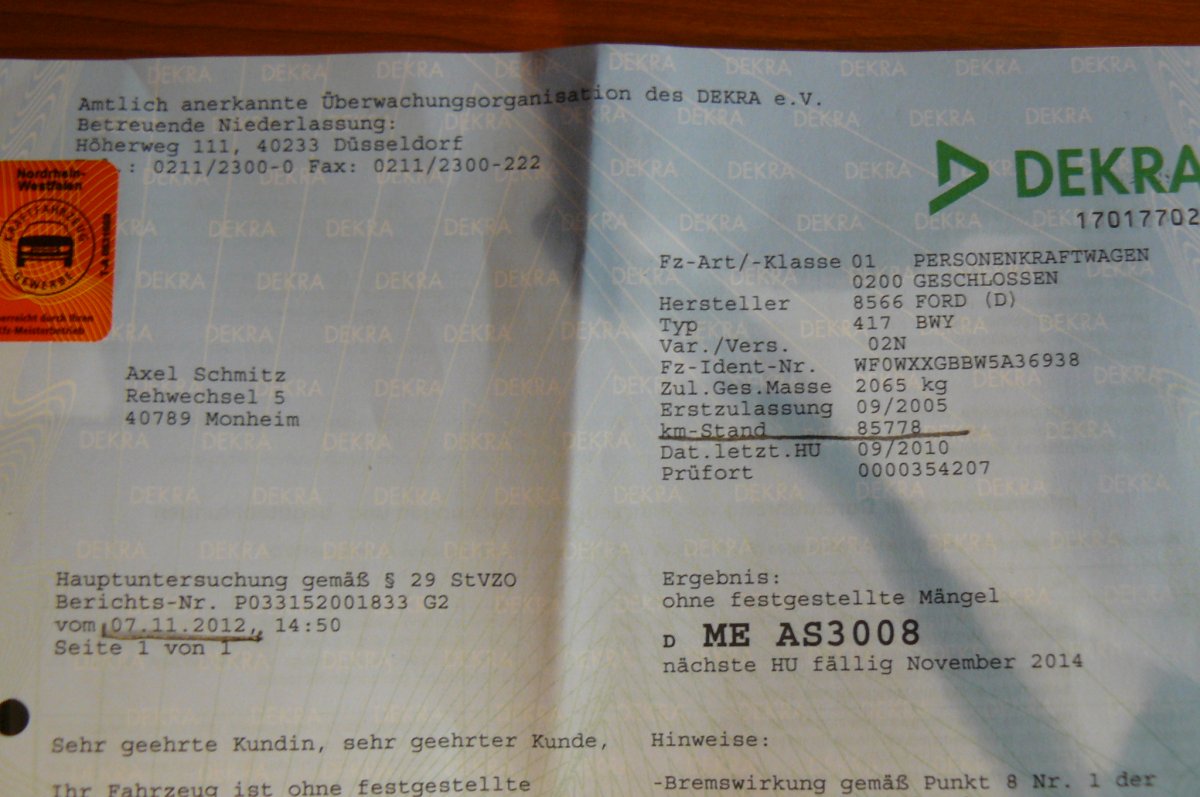 Amtlich anerkannte Überwachungsorganisation des DEKRA e.V.
Betreuende Niederlassung:
Höherweg 111, 40233 Düsseldorf
.: 0211/2300-0 Fax: 0211/2300-222
Nordrhein-
Westfalen
GEWERBE
erreicht durch Ihren
Kfz-Meisterbetrieb
DEKRA
17017702
Fz-Art/-Klasse 01 PERSONENKRAFTWAGEN
0200 GESCHLOSSEN
Hersteller 8566 FORD (D)
Typ 417 BWY
Var./Vers. 02N
Fz-Ident-Nr. WF0WXXGBBW5A36938
Zul.Ges.Masse 2065 kg
Erstzulassung 09/2005
km-Stand 85778
Dat.letzt.HU 09/2010
Prüfort 0000354207
Axel Schmitz
Rehwechsel 5
40789 Monheim
Hauptuntersuchung gemäß § 29 StVZO
Berichts-Nr. P033152001833 G2
vom 07.11.2012, 14:50
Seite 1 von 1
Ergebnis:
ohne festgestellte Mängel
D ME AS3008
nächste HU fällig November 2014
Sehr geehrte Kundin, sehr geehrter Kunde,
Ihr Fahrzeug ist ohne festgestellte
Hinweise:
-Bremswirkung gemäß Punkt 8 Nr. 1 der